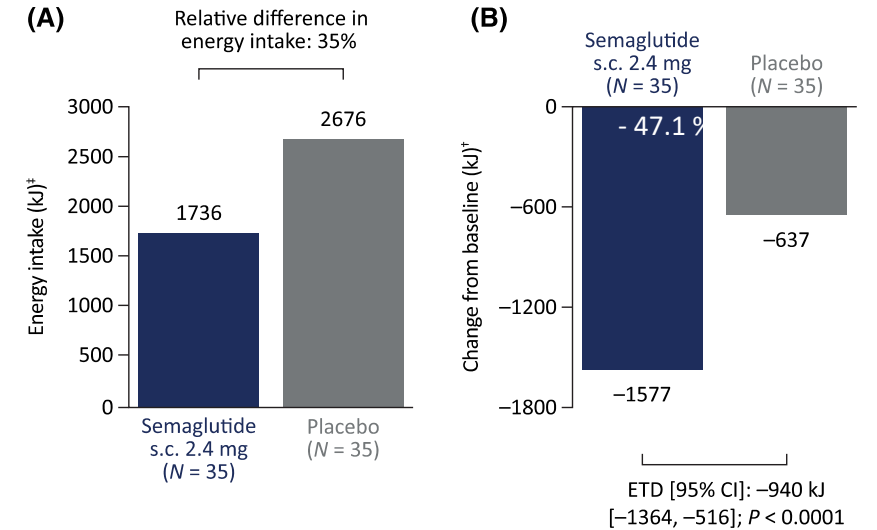 (A)
Relative difference in
energy intake: 35%
Energy intake (kJ)‡
3000
2500
2000
1500
1000
500
0
1736
2676
Semaglutide
s.c. 2.4 mg
(N = 35)
Placebo
(N = 35)
(B)
Semaglutide
s.c. 2.4 mg
(N = 35)
Placebo
(N = 35)
Change from baseline (kJ)†
0
–600
–1200
–1800
- 47.1 %
–1577
–637
ETD [95% CI]: –940 kJ
[–1364, –516]; P < 0.0001